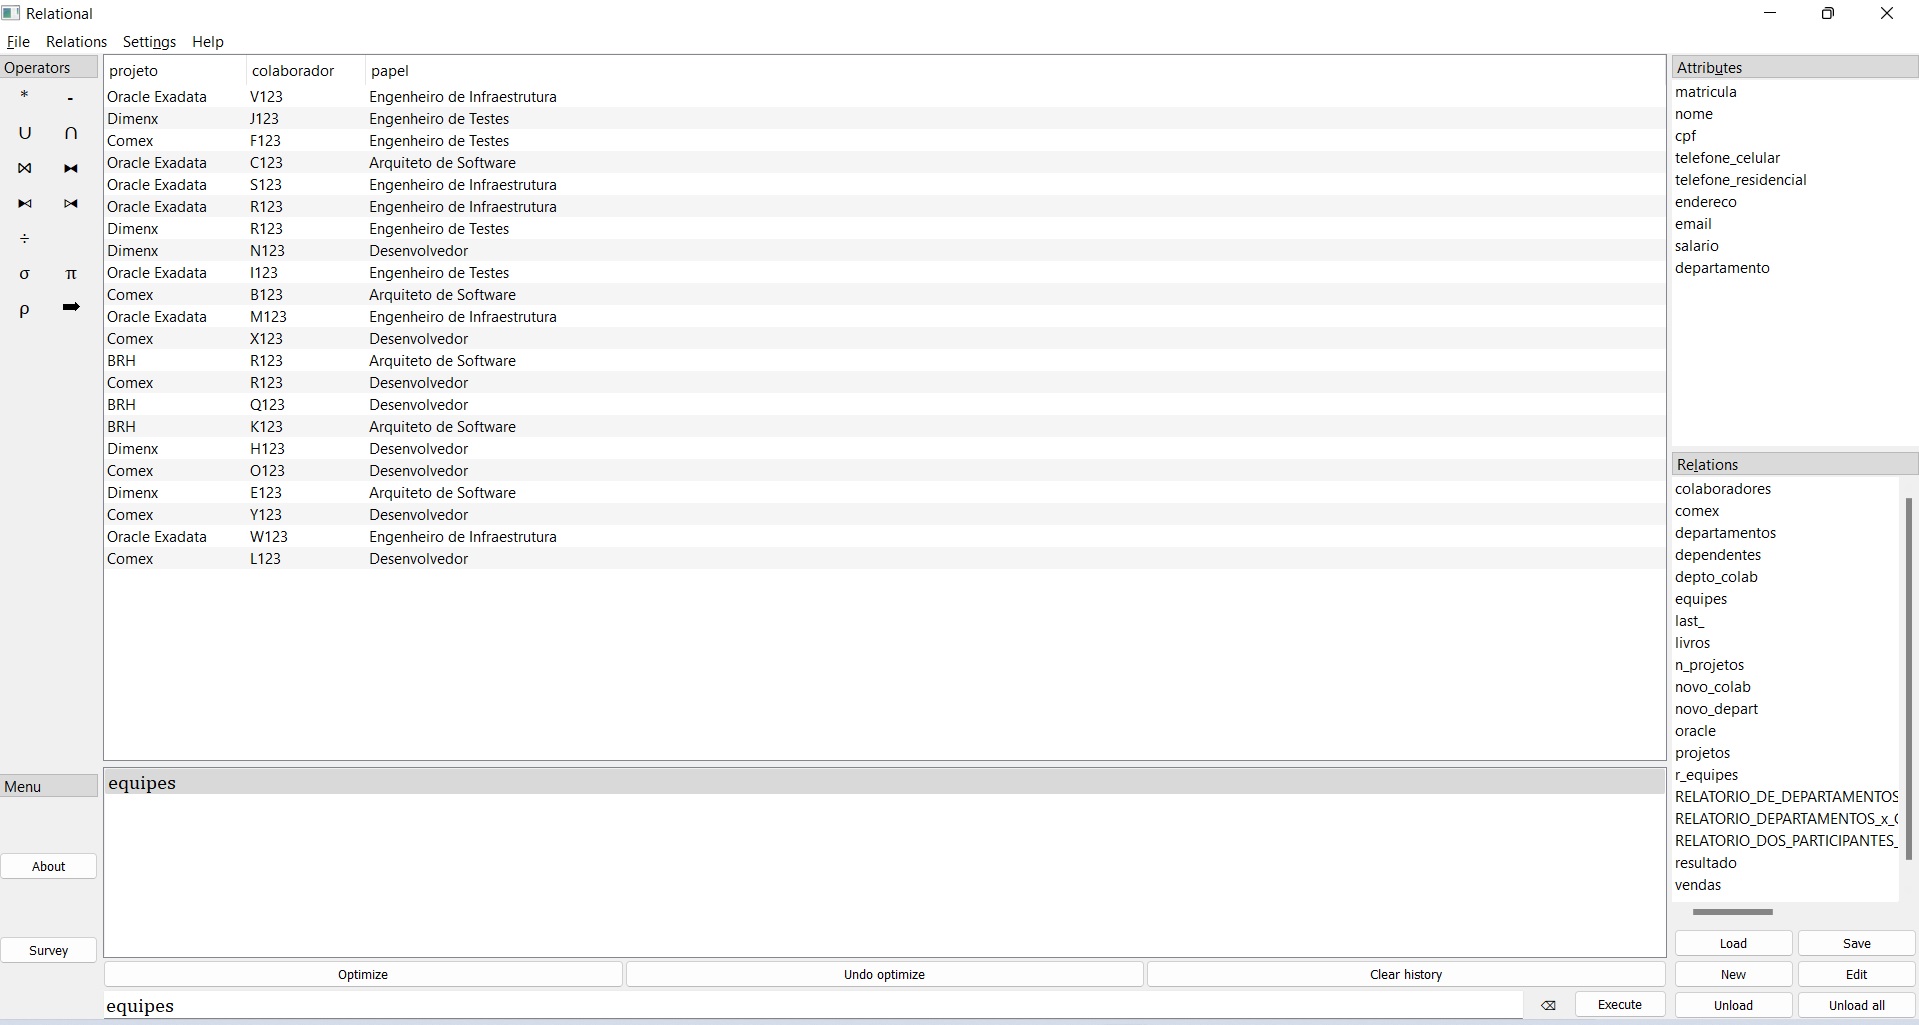 Relational
File Relations Settings Help
Operators
* -
∪ ∩
⋈ ⧓
⧑ ⧒
÷
σ π
ρ ➡
Menu
About
Survey
projeto colaborador papel
Oracle Exadata V123 Engenheiro de Infraestrutura
Dimenx J123 Engenheiro de Testes
Comex F123 Engenheiro de Testes
Oracle Exadata C123 Arquiteto de Software
Oracle Exadata S123 Engenheiro de Infraestrutura
Oracle Exadata R123 Engenheiro de Infraestrutura
Dimenx R123 Engenheiro de Testes
Dimenx N123 Desenvolvedor
Oracle Exadata I123 Engenheiro de Testes
Comex B123 Arquiteto de Software
Oracle Exadata M123 Engenheiro de Infraestrutura
Comex X123 Desenvolvedor
BRH R123 Arquiteto de Software
Comex R123 Desenvolvedor
BRH Q123 Desenvolvedor
BRH K123 Arquiteto de Software
Dimenx H123 Desenvolvedor
Comex O123 Desenvolvedor
Dimenx E123 Arquiteto de Software
Comex Y123 Desenvolvedor
Oracle Exadata W123 Engenheiro de Infraestrutura
Comex L123 Desenvolvedor
equipes
Optimize Undo optimize Clear history
equipes
⌫ Execute
Attributes
matricula
nome
cpf
telefone_celular
telefone_residencial
endereco
email
salario
departamento
Relations
colaboradores
comex
departamentos
dependentes
depto_colab
equipes
last_
livros
n_projetos
novo_colab
novo_depart
oracle
projetos
r_equipes
RELATORIO_DE_DEPARTAMENTOS
RELATORIO_DEPARTAMENTOS_x_
RELATORIO_DOS_PARTICIPANTES_
resultado
vendas
Load Save
New Edit
Unload Unload all